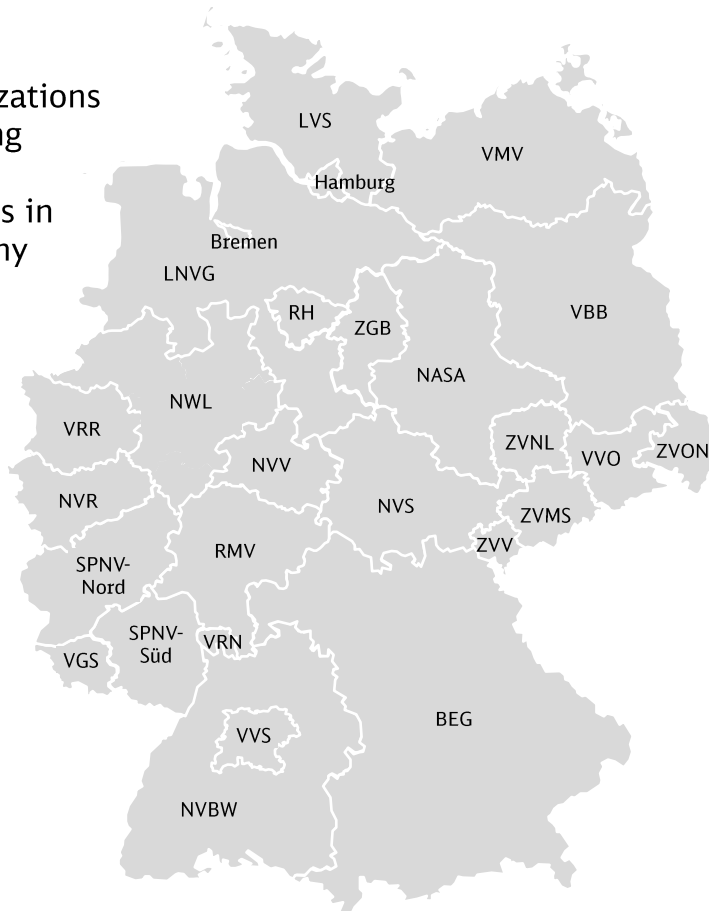 zations
ng
s in
ny
LVS
VMV
Hamburg
Bremen
LNVG
RH
ZGB
VBB
NASA
NWL
VRR
ZVNL
VVO
ZVON
NVV
NVR
NVS
ZVMS
ZVV
RMV
SPNV-
Nord
SPNV-
Süd
VRN
VGS
BEG
VVS
NVBW